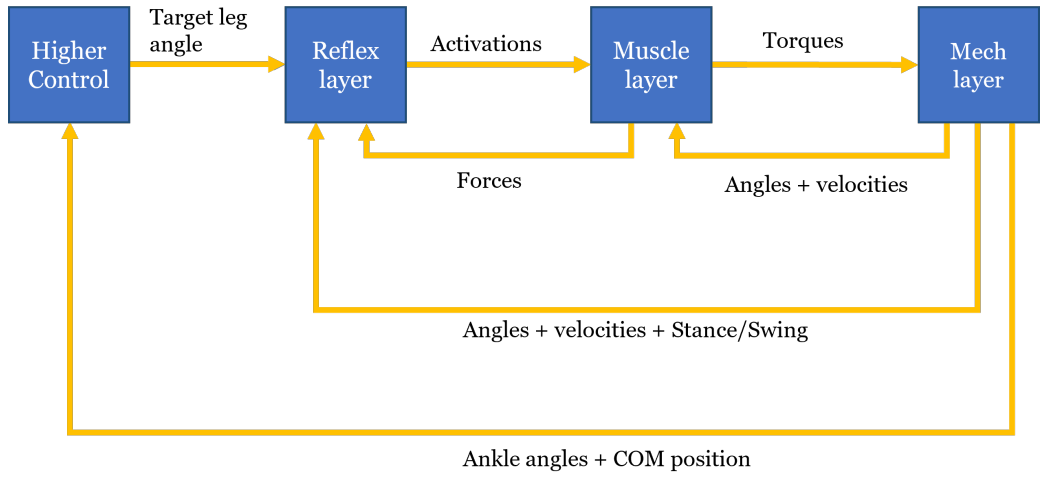 Target leg
angle
Higher
Control
Reflex
layer
Activations
Muscle
layer
Torques
Mech
layer
Forces
Angles + velocities
Angles + velocities + Stance/Swing
Ankle angles + COM position